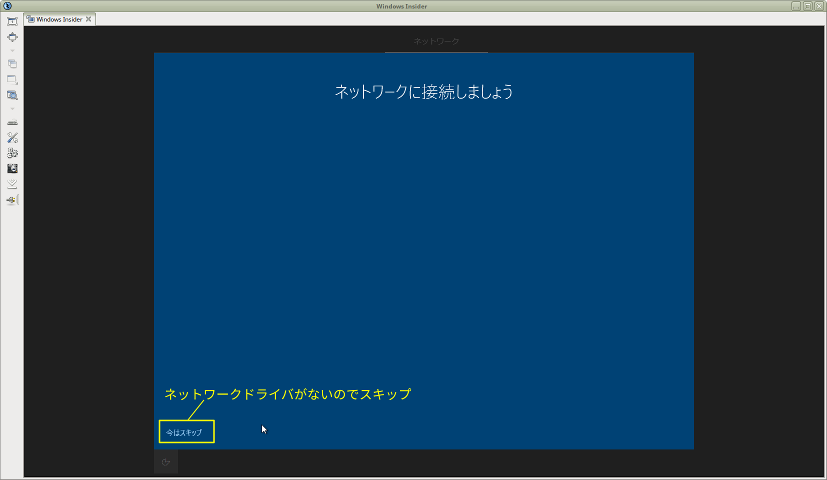 Windows Insider
Windows Insider
ネットワーク
ネットワークに接続しましょう
ネットワークドライバがないのでスキップ
今はスキップ